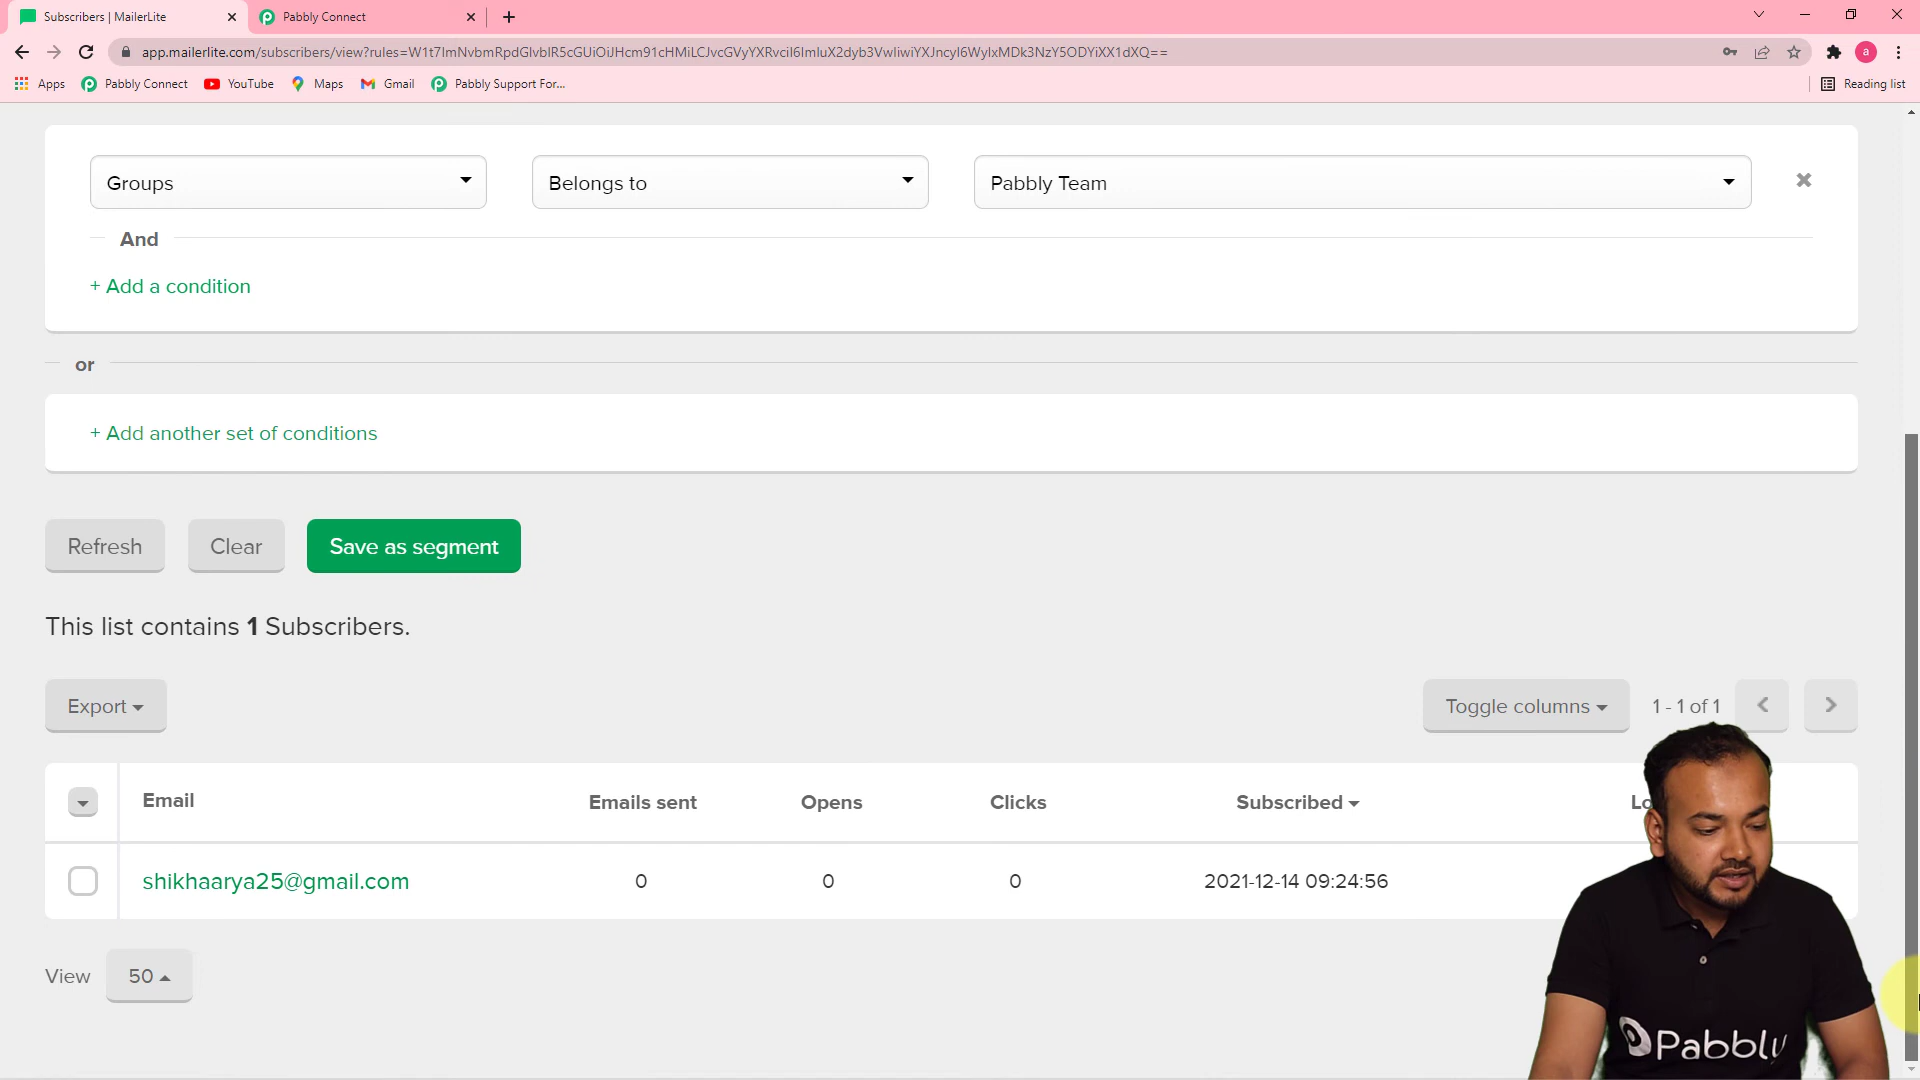 Subscribers | MailerLite
Pabbly Connect
app.mailerlite.com/subscribers/view?rules=
Apps
Pabbly Connect
YouTube
Maps
Gmail
Pabbly Support For...
Reading list
a
Groups
Belongs to
Pabbly Team
And
+ Add a condition
or
+ Add another set of conditions
Refresh
Clear
Save as segment
This list contains 1 Subscribers.
Export
Toggle columns
1 - 1 of 1
Email
Emails sent
Opens
Clicks
Subscribed
Lo
shikhaarya25@gmail.com
0
0
0
2021-12-14 09:24:56
View
50
Pabbly